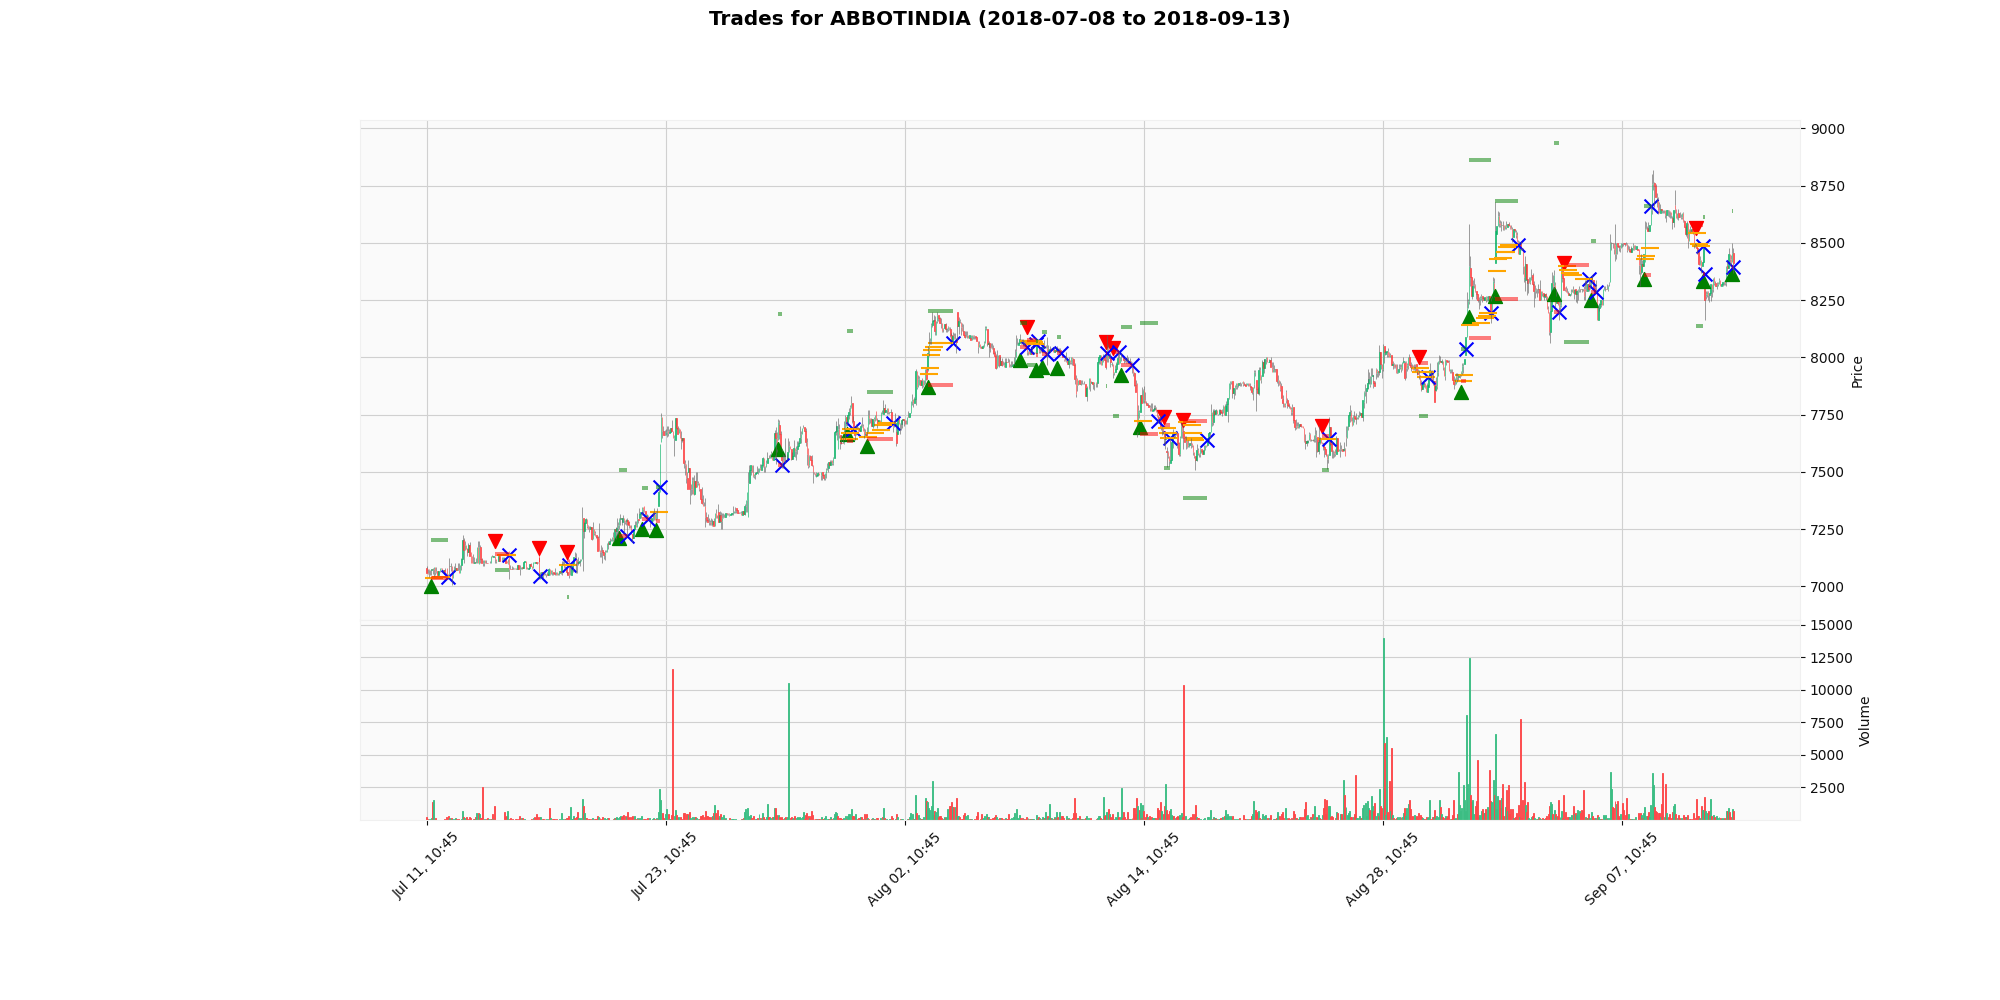 Trades for ABBOTINDIA (2018-07-08 to 2018-09-13)
9000
8750
8500
8250
8000
7750
7500
7250
7000
Price
15000
12500
10000
7500
5000
2500
Volume
Jul 11, 10:45
Jul 23, 10:45
Aug 02, 10:45
Aug 14, 10:45
Aug 28, 10:45
Sep 07, 10:45